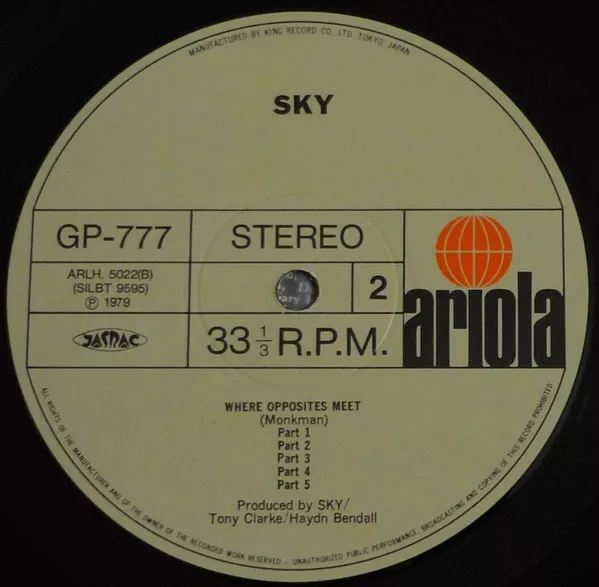 MANUFACTURED BY KING RECORD CO., LTD. TOKYO, JAPAN
SKY
GP-777
STEREO
ARLH. 5022(B)
(SILBT 9595)
Ⓟ 1979
2
ariola
JASRAC
33 1/3 R.P.M.
WHERE OPPOSITES MEET
(Monkman)
Part 1
Part 2
Part 3
Part 4
Part 5
Produced by SKY/
Tony Clarke/Haydn Bendall
ALL RIGHTS OF THE MANUFACTURER AND OF THE OWNER OF THE RECORDED WORK RESERVED. UNAUTHORIZED PUBLIC PERFORMANCE, BROADCASTING AND COPYING OF THIS RECORD PROHIBITED